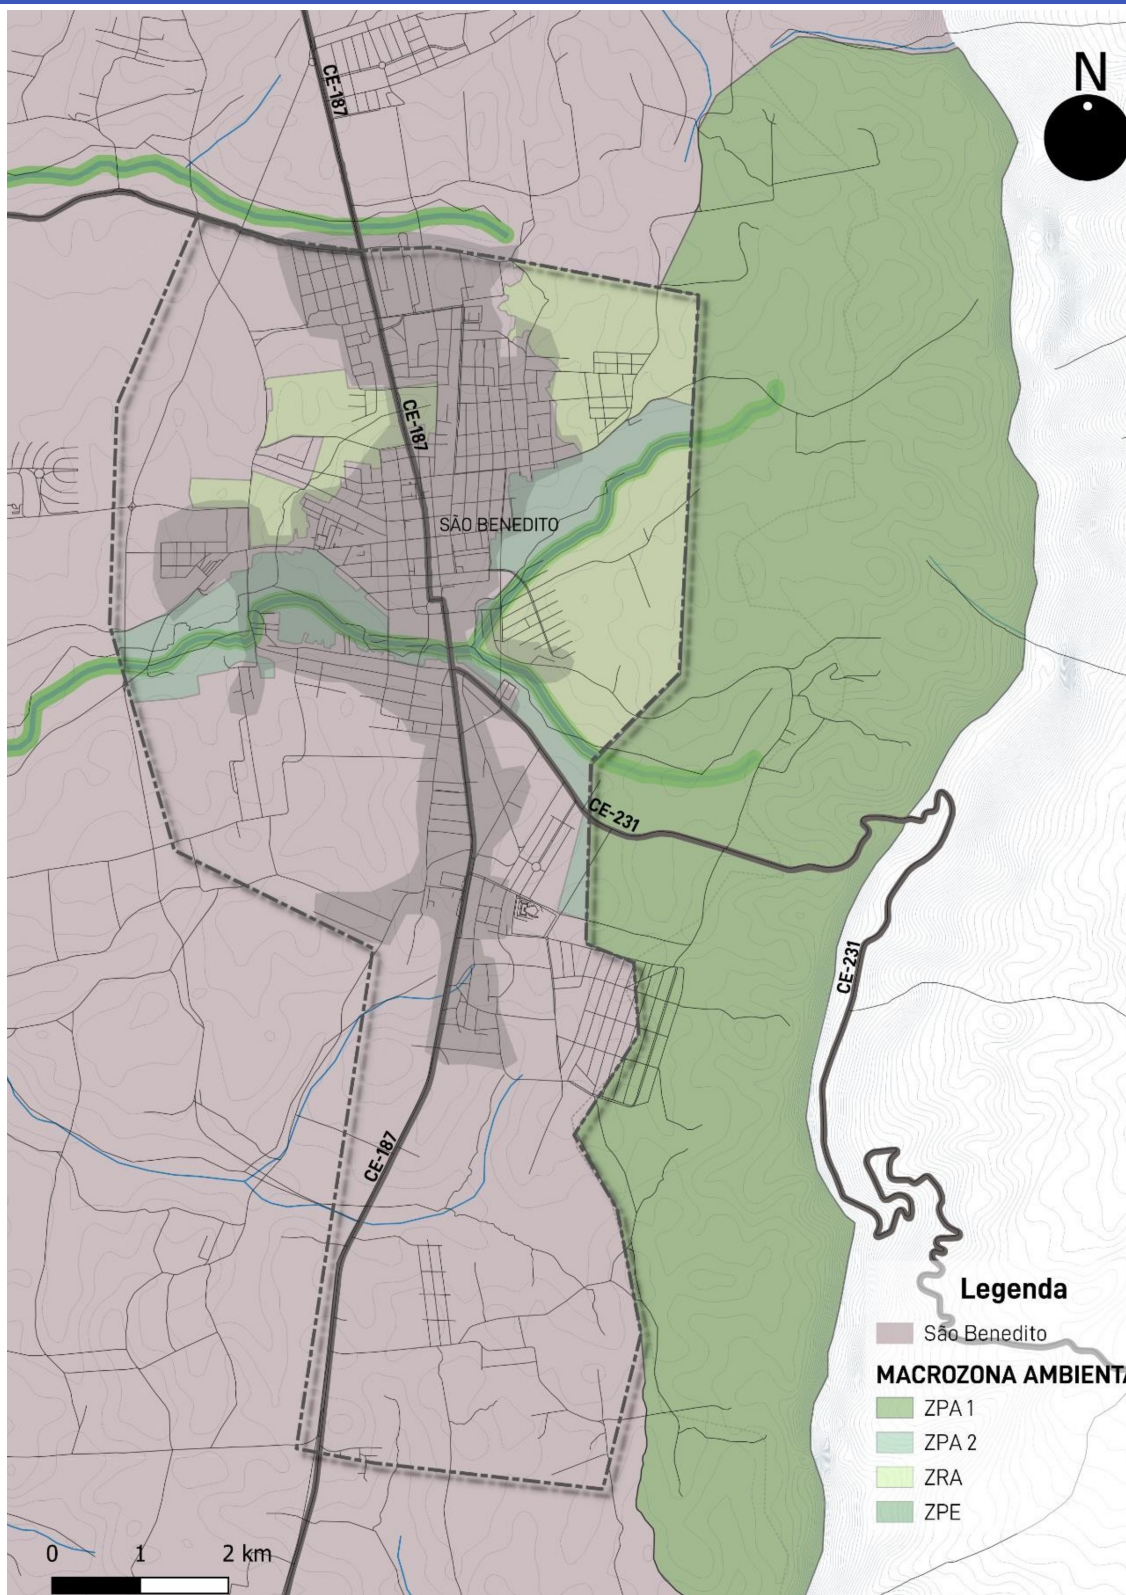 N
CE-187
CE-187
SÃO BENEDITO
CE-231
CE-231
CE-187
Legenda
São Benedito
MACROZONA AMBIENTA
ZPA 1
ZPA 2
ZRA
ZPE
0 1 2 km